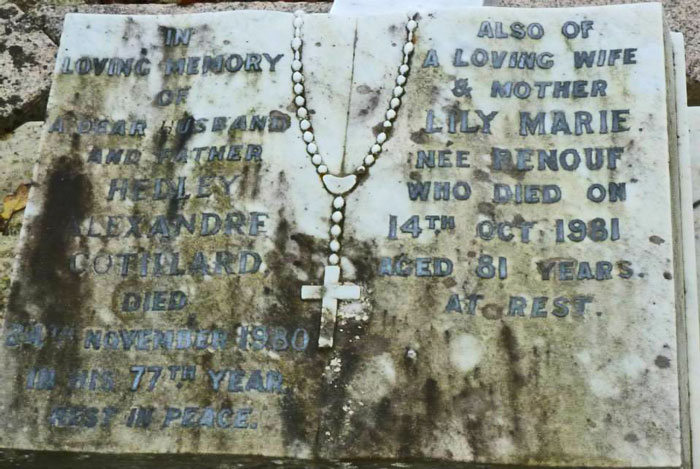 IN
LOVING MEMORY
OF
A DEAR HUSBAND
AND FATHER
HEDLEY
ALEXANDRE
COTILLARD
DIED
24TH NOVEMBER 1980
IN HIS 77TH YEAR.
REST IN PEACE.
ALSO OF
A LOVING WIFE
& MOTHER
LILY MARIE
NÉE RENOUF
WHO DIED ON
14TH OCT 1981
AGED 81 YEARS.
AT REST.